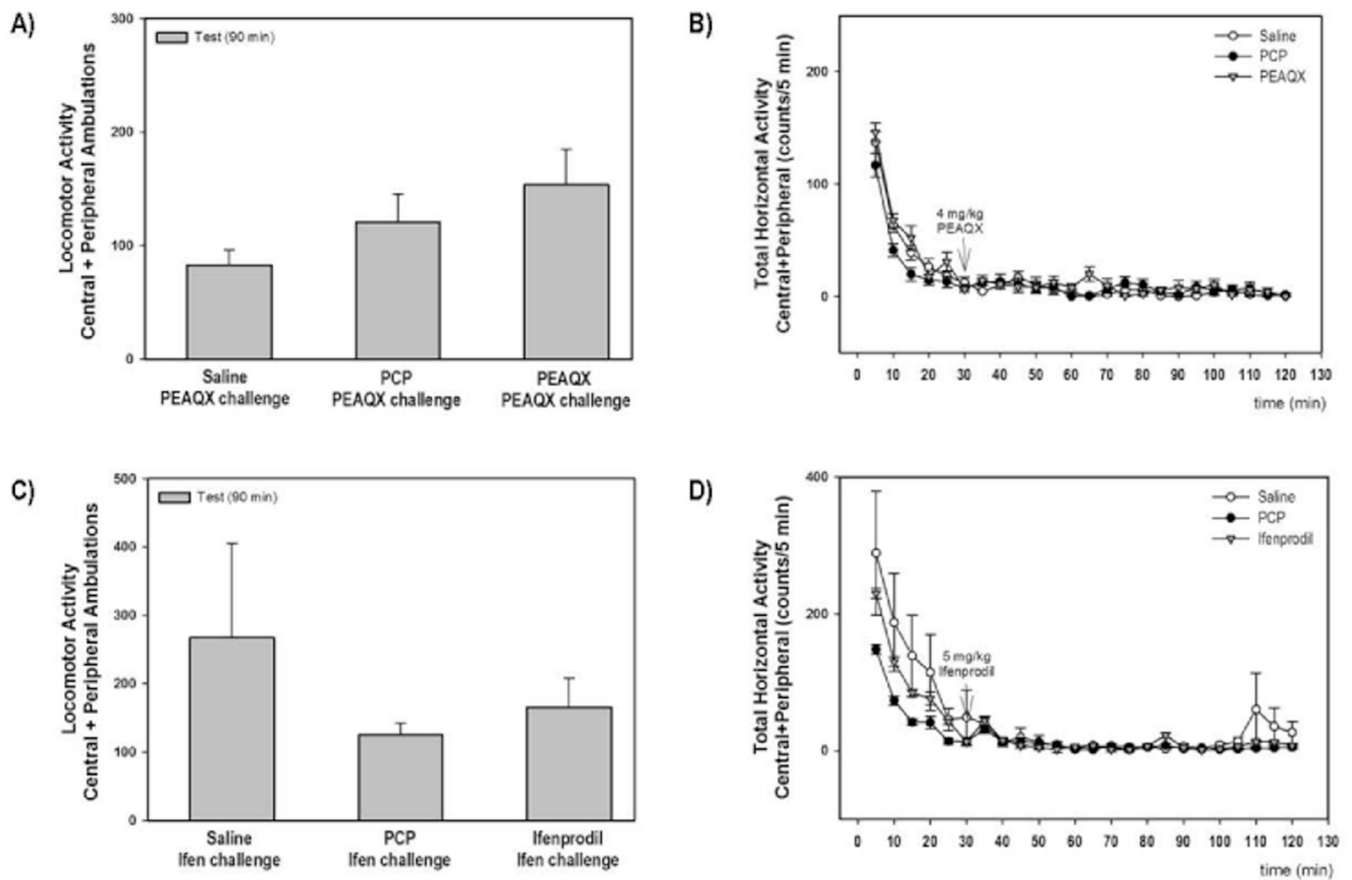 A)
Locomotor Activity
Central + Peripheral Ambulations
300
200
100
0
Test (90 min)
Saline
PEAQX challenge
PCP
PEAQX challenge
PEAQX
PEAQX challenge
B)
Total Horizontal Activity
Central+Peripheral (counts/5 min)
200
100
0
Saline
PCP
PEAQX
4 mg/kg
PEAQX
0 10 20 30 40 50 60 70 80 90 100 110 120 130
time (min)
C)
Locomotor Activity
Central + Peripheral Ambulations
500
400
300
200
100
0
Test (90 min)
Saline
Ifen challenge
PCP
Ifen challenge
Ifenprodil
Ifen challenge
D)
Total Horizontal Activity
Central+Peripheral (counts/5 min)
400
200
0
Saline
PCP
Ifenprodil
5 mg/kg
Ifenprodil
0 10 20 30 40 50 60 70 80 90 100 110 120 130
time (min)